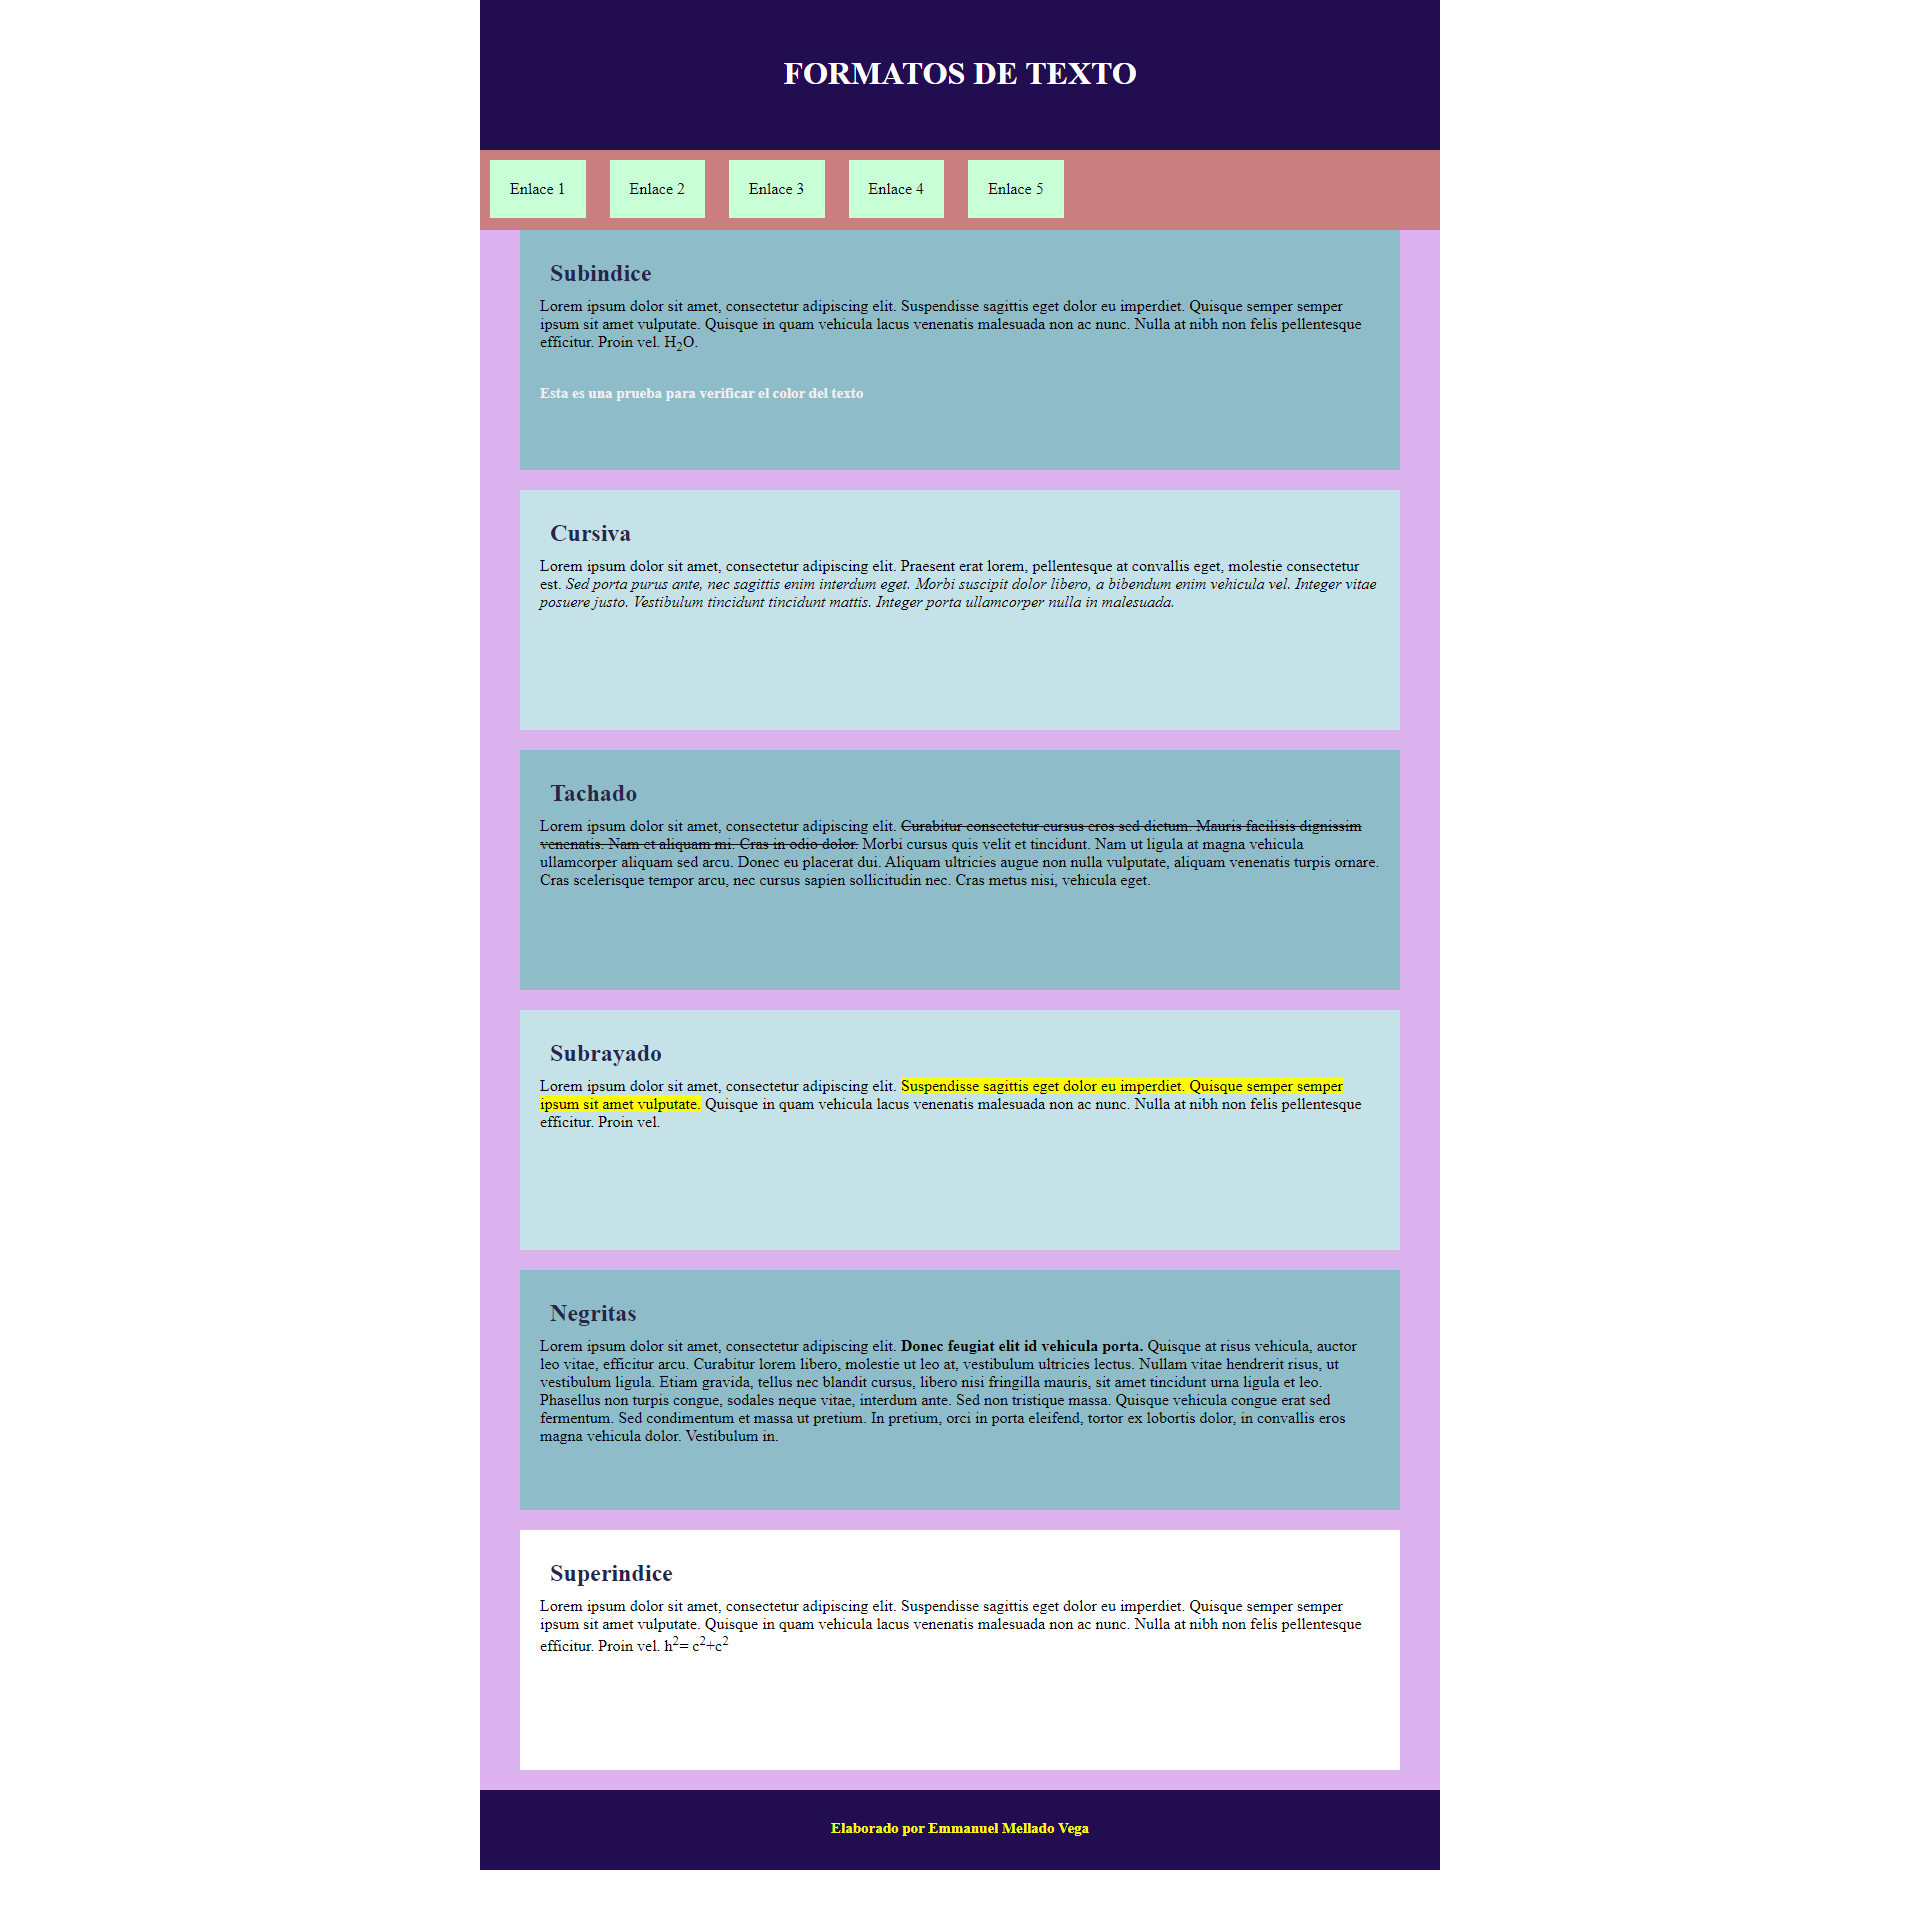 FORMATOS DE TEXTO
Enlace 1 Enlace 2 Enlace 3 Enlace 4 Enlace 5
Subindice
Lorem ipsum dolor sit amet, consectetur adipiscing elit. Suspendisse sagittis eget dolor eu imperdiet. Quisque semper semper
ipsum sit amet vulputate. Quisque in quam vehicula lacus venenatis malesuada non ac nunc. Nulla at nibh non felis pellentesque
efficitur. Proin vel. H₂O.
Esta es una prueba para verificar el color del texto
Cursiva
Lorem ipsum dolor sit amet, consectetur adipiscing elit. Praesent erat lorem, pellentesque at convallis eget, molestie consectetur
est. Sed porta purus ante, nec sagittis enim interdum eget. Morbi suscipit dolor libero, a bibendum enim vehicula vel. Integer vitae
posuere justo. Vestibulum tincidunt tincidunt mattis. Integer porta ullamcorper nulla in malesuada.
Tachado
Lorem ipsum dolor sit amet, consectetur adipiscing elit. Curabitur consectetur cursus eros sed dictum. Mauris facilisis dignissim
venenatis. Nam et aliquam mi. Cras in odio dolor. Morbi cursus quis velit et tincidunt. Nam ut ligula at magna vehicula
ullamcorper aliquam sed arcu. Donec eu placerat dui. Aliquam ultricies augue non nulla vulputate, aliquam venenatis turpis ornare.
Cras scelerisque tempor arcu, nec cursus sapien sollicitudin nec. Cras metus nisi, vehicula eget.
Subrayado
Lorem ipsum dolor sit amet, consectetur adipiscing elit. Suspendisse sagittis eget dolor eu imperdiet. Quisque semper semper
ipsum sit amet vulputate. Quisque in quam vehicula lacus venenatis malesuada non ac nunc. Nulla at nibh non felis pellentesque
efficitur. Proin vel.
Negritas
Lorem ipsum dolor sit amet, consectetur adipiscing elit. Donec feugiat elit id vehicula porta. Quisque at risus vehicula, auctor
leo vitae, efficitur arcu. Curabitur lorem libero, molestie ut leo at, vestibulum ultricies lectus. Nullam vitae hendrerit risus, ut
vestibulum ligula. Etiam gravida, tellus nec blandit cursus, libero nisi fringilla mauris, sit amet tincidunt urna ligula et leo.
Phasellus non turpis congue, sodales neque vitae, interdum ante. Sed non tristique massa. Quisque vehicula congue erat sed
fermentum. Sed condimentum et massa ut pretium. In pretium, orci in porta eleifend, tortor ex lobortis dolor, in convallis eros
magna vehicula dolor. Vestibulum in.
Superindice
Lorem ipsum dolor sit amet, consectetur adipiscing elit. Suspendisse sagittis eget dolor eu imperdiet. Quisque semper semper
ipsum sit amet vulputate. Quisque in quam vehicula lacus venenatis malesuada non ac nunc. Nulla at nibh non felis pellentesque
efficitur. Proin vel. h²= c²+c²
Elaborado por Emmanuel Mellado Vega